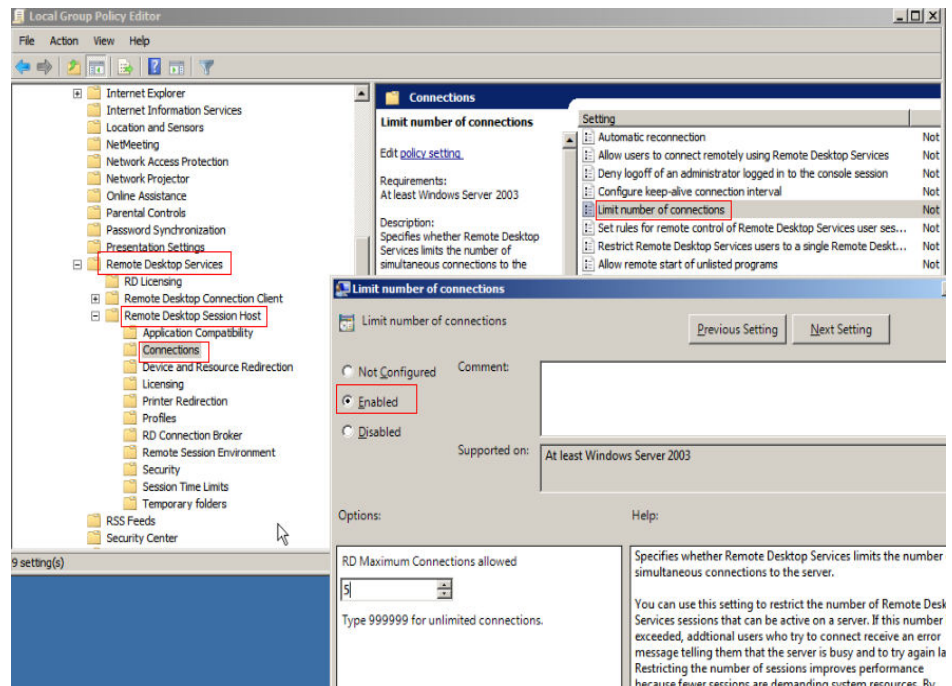 Local Group Policy Editor
File Action View Help
Internet Explorer
Internet Information Services
Location and Sensors
NetMeeting
Network Access Protection
Network Projector
Online Assistance
Parental Controls
Password Synchronization
Presentation Settings
Remote Desktop Services
RD Licensing
Remote Desktop Connection Client
Remote Desktop Session Host
Application Compatibility
Connections
Device and Resource Redirection
Licensing
Printer Redirection
Profiles
RD Connection Broker
Remote Session Environment
Security
Session Time Limits
Temporary folders
RSS Feeds
Security Center
9 setting(s)
Connections
Limit number of connections
Edit policy setting
Requirements:
At least Windows Server 2003
Description:
Specifies whether Remote Desktop
Services limits the number of
simultaneous connections to the
Setting
Automatic reconnection Not
Allow users to connect remotely using Remote Desktop Services Not
Deny logoff of an administrator logged in to the console session Not
Configure keep-alive connection interval Not
Limit number of connections Not
Set rules for remote control of Remote Desktop Services user ses... Not
Restrict Remote Desktop Services users to a single Remote Deskt... Not
Allow remote start of unlisted programs Not
Limit number of connections
Limit number of connections
Previous Setting Next Setting
Not Configured
Enabled
Disabled
Comment:
Supported on:
At least Windows Server 2003
Options:
Help:
RD Maximum Connections allowed
5
Type 999999 for unlimited connections.
Specifies whether Remote Desktop Services limits the number
simultaneous connections to the server.
You can use this setting to restrict the number of Remote Desk
Services sessions that can be active on a server. If this number
exceeded, addtional users who try to connect receive an error
message telling them that the server is busy and to try again la
Restricting the number of sessions improves performance
because fewer sessions are demanding system resources. By